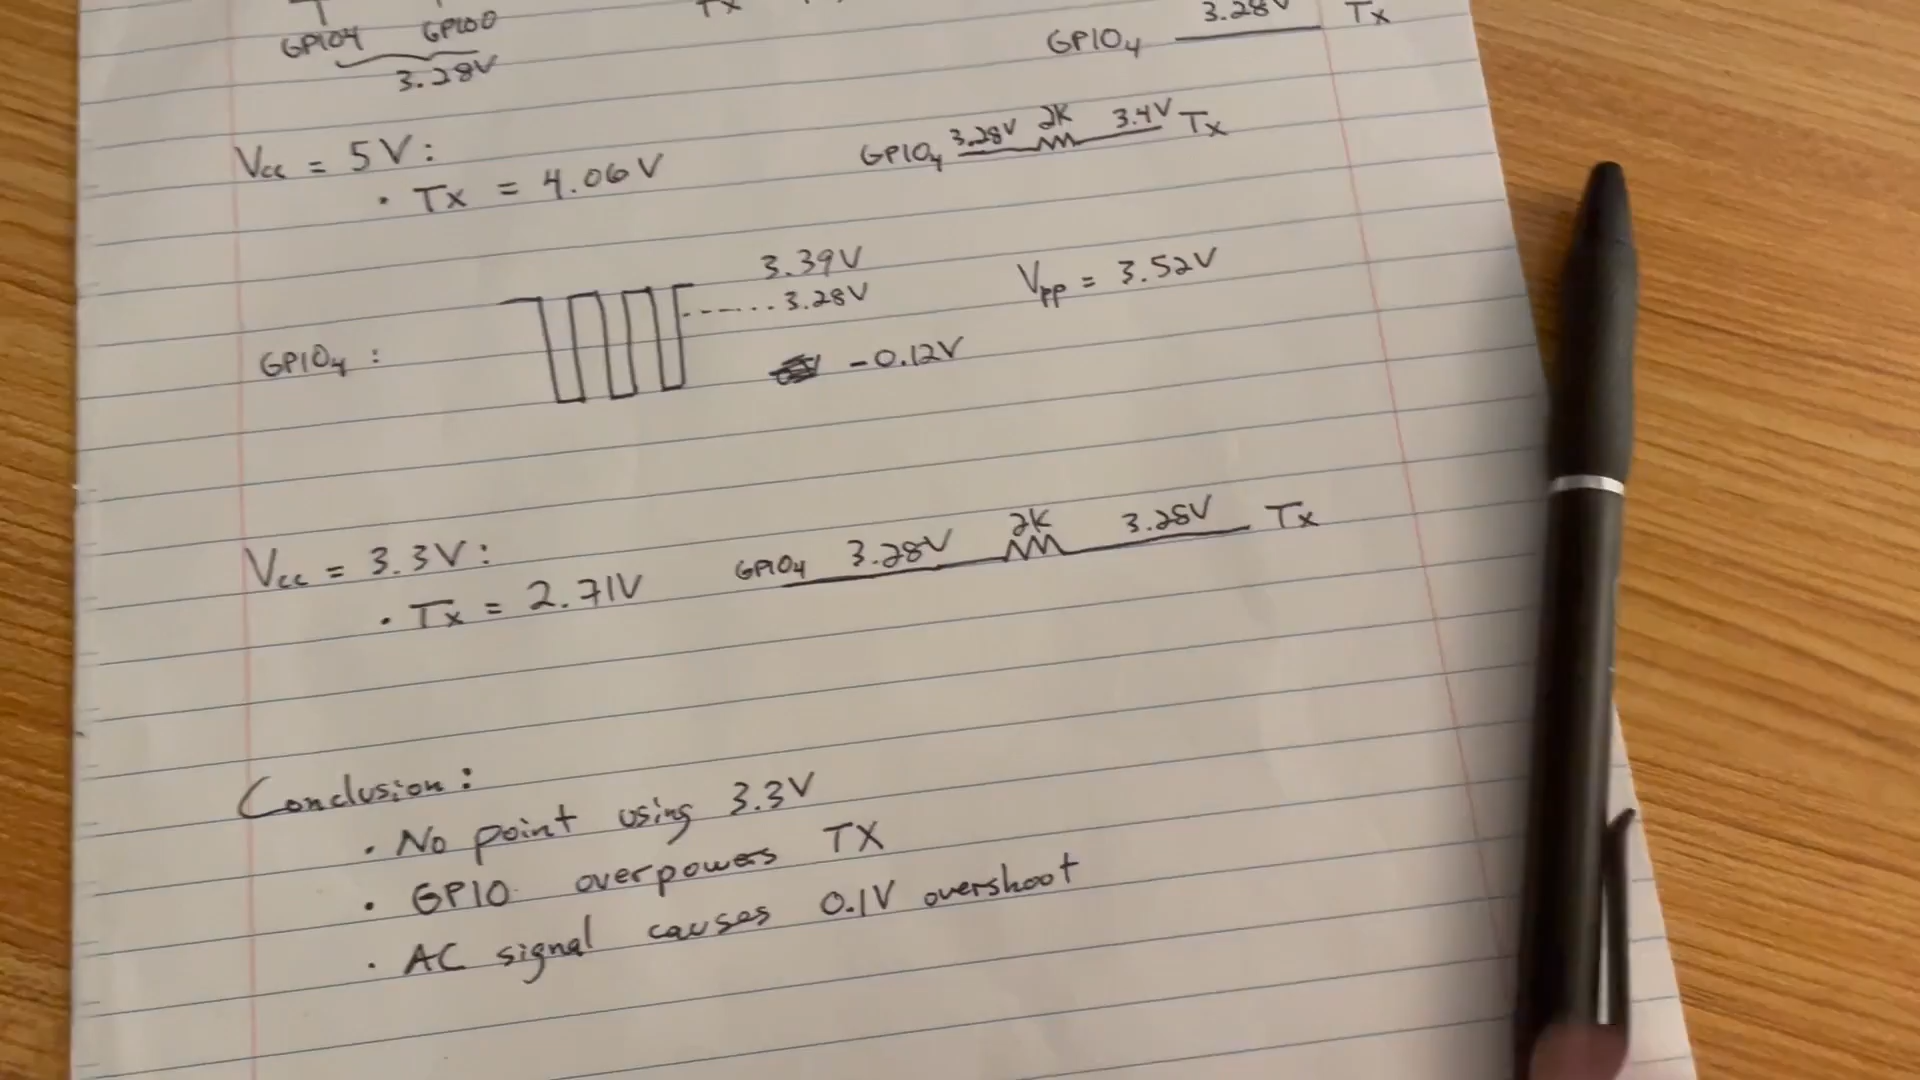 GPIO4 GPIO0 Tx 3.28V Tx
3.28V GPIO4
Vcc = 5V:
GPIO4 3.28V 2K 3.4V Tx
• Tx = 4.06V
3.39V
3.28V
Vpp = 3.52V
GPIO4:
-0.12V
Vcc = 3.3V:
GPIO4 3.28V 2K 3.28V Tx
• Tx = 2.71V
Conclusion:
• No point using 3.3V
• GPIO overpowers TX
• AC signal causes 0.1V overshoot